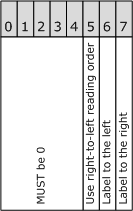 0 1 2 3 4 5 6 7
MUST be 0
Use right-to-left reading order
Label to the left
Label to the right